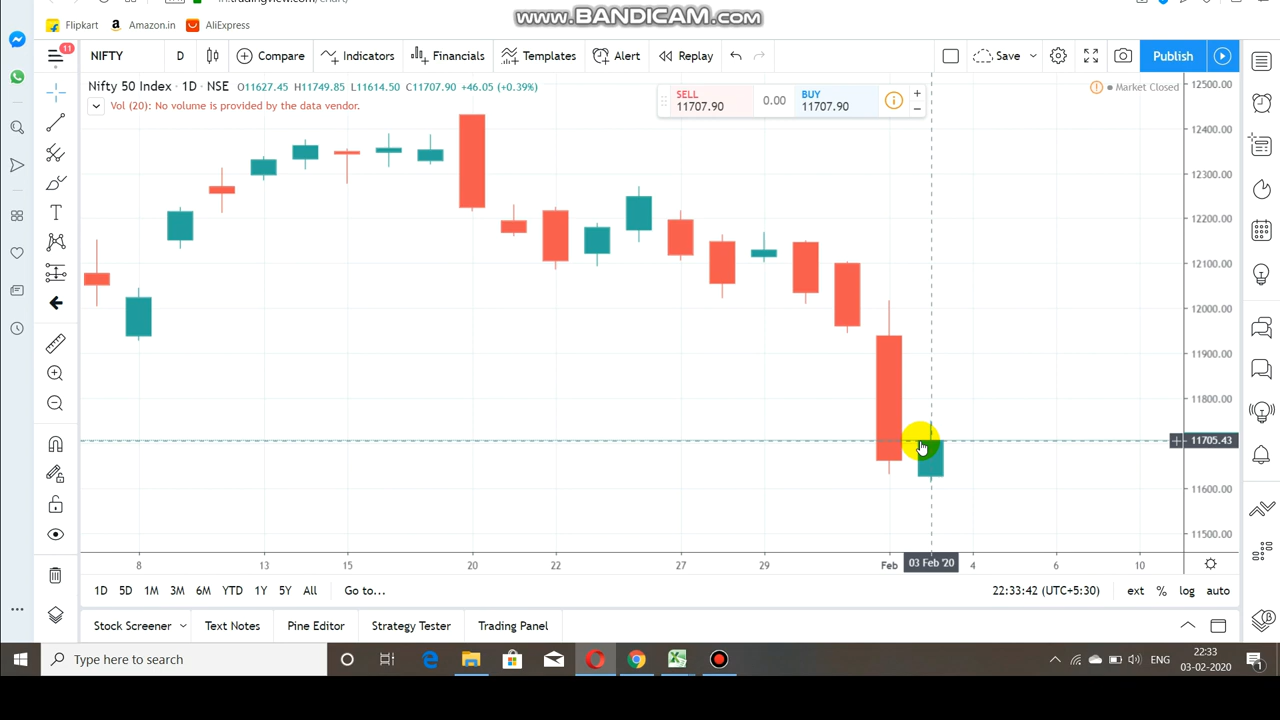 www.BANDICAM.com
Flipkart
Amazon.in
AliExpress
11
NIFTY
D
Compare
Indicators
Financials
Templates
Alert
Replay
Save
Publish
Nifty 50 Index · 1D · NSE O11627.45 H11749.85 L11614.50 C11707.90 +46.05 (+0.39%)
Vol (20): No volume is provided by the data vendor.
SELL
11707.90
0.00
BUY
11707.90
Market Closed
12500.00
12400.00
12300.00
12200.00
12100.00
12000.00
11900.00
11800.00
11705.43
11600.00
11500.00
8
13
15
20
22
27
29
Feb
03 Feb '20
4
6
10
1D 5D 1M 3M 6M YTD 1Y 5Y All Go to...
22:33:42 (UTC+5:30) ext % log auto
Stock Screener Text Notes Pine Editor Strategy Tester Trading Panel
Type here to search
ENG
22:33
03-02-2020
1